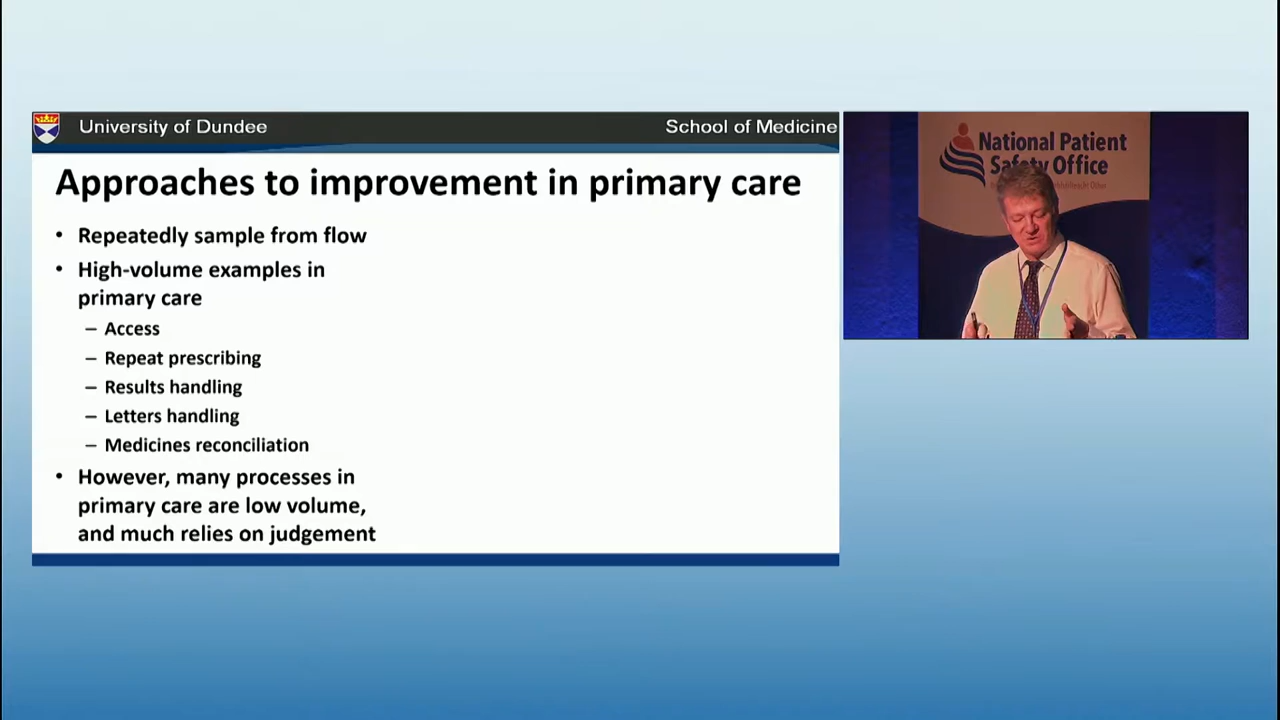 University of Dundee
School of Medicine
Approaches to improvement in primary care
• Repeatedly sample from flow
• High-volume examples in
primary care
– Access
– Repeat prescribing
– Results handling
– Letters handling
– Medicines reconciliation
• However, many processes in
primary care are low volume,
and much relies on judgement
National Patient
Safety Office